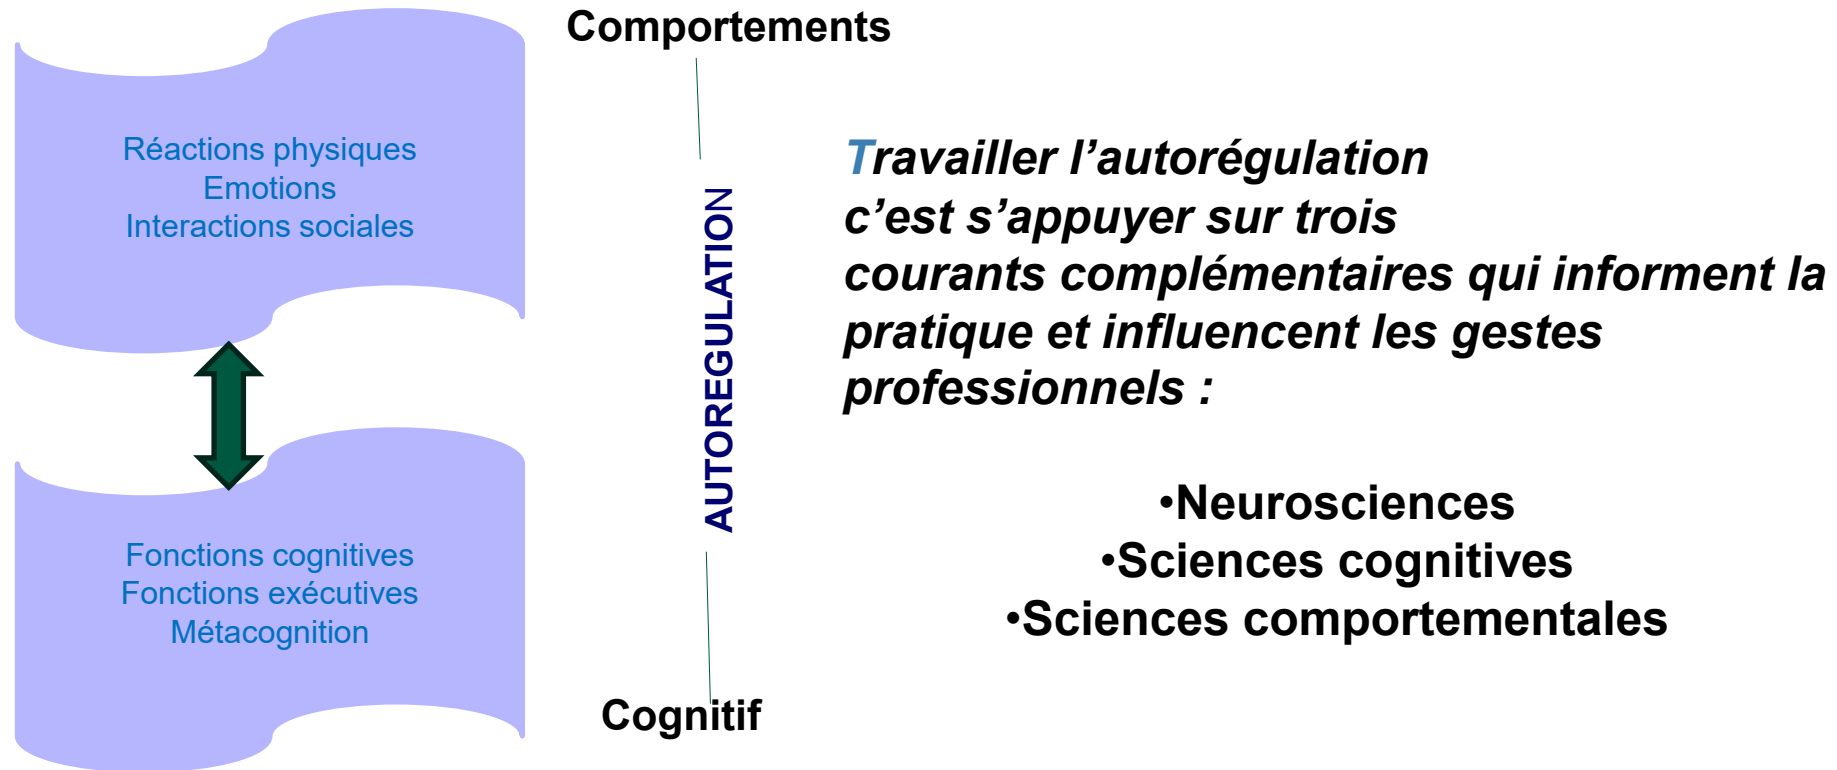 Comportements
Réactions physiques
Emotions
Interactions sociales
AUTOREGULATION
Travailler l’autorégulation
c’est s’appuyer sur trois
courants complémentaires qui informent la
pratique et influencent les gestes
professionnels :
•Neurosciences
•Sciences cognitives
•Sciences comportementales
Fonctions cognitives
Fonctions exécutives
Métacognition
Cognitif